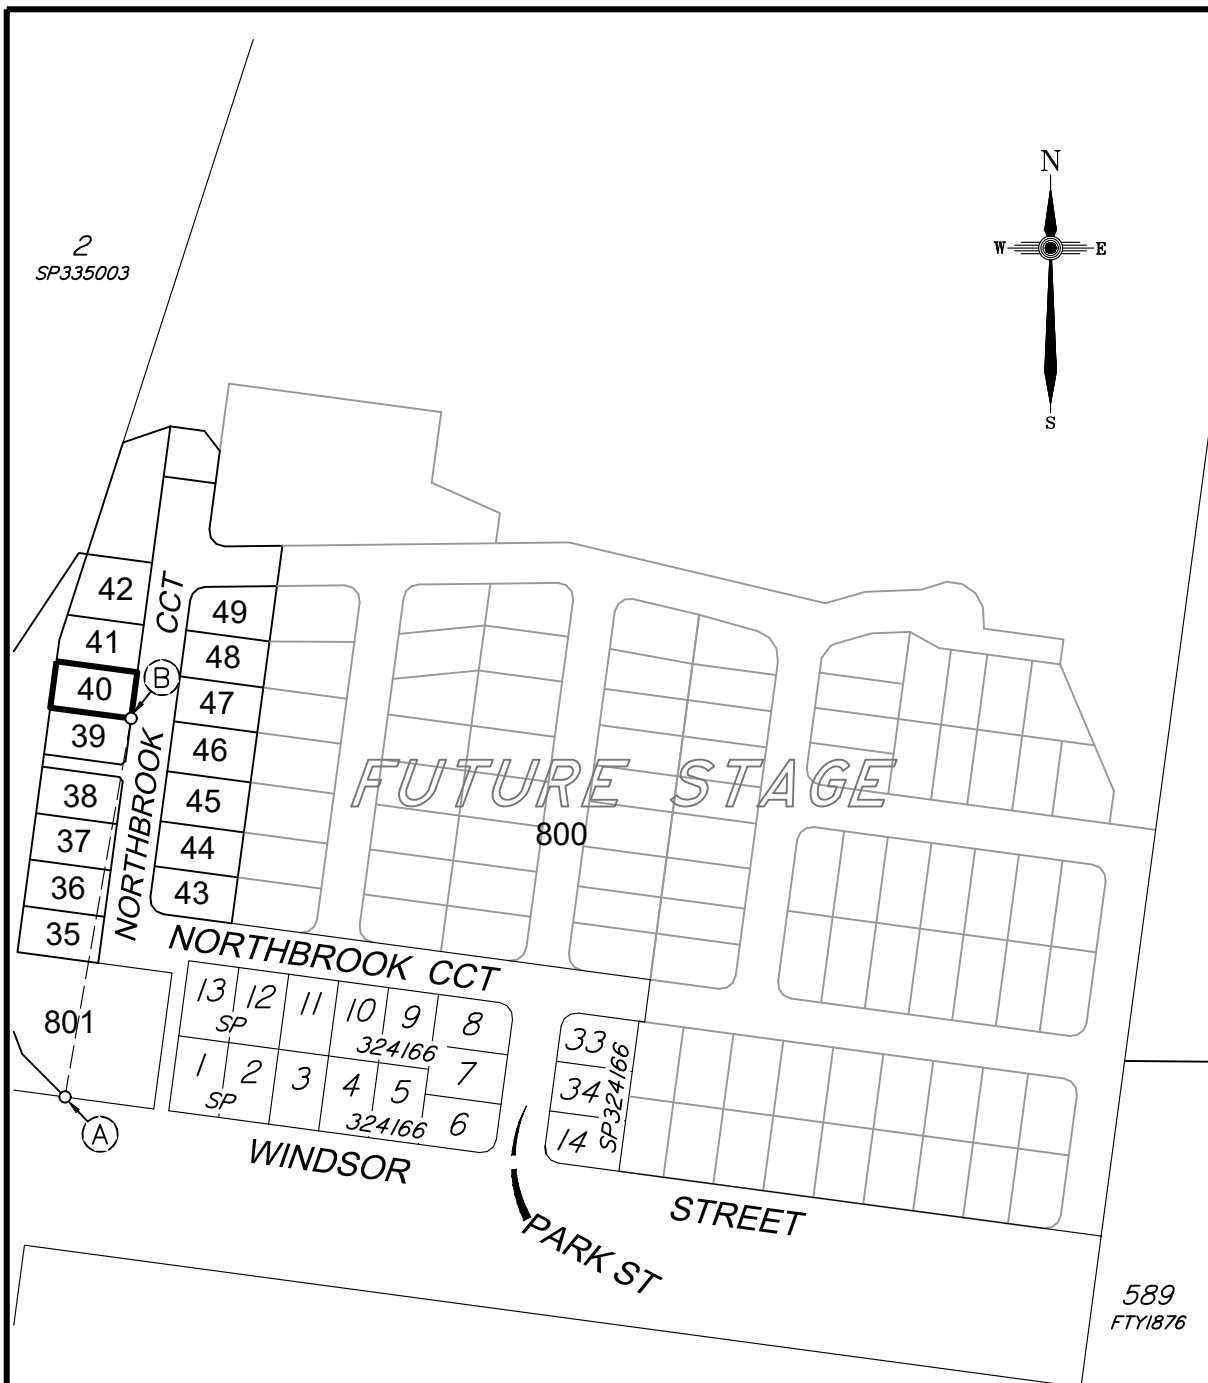 N
W E
S
2
SP335003
42
CCT
49
41
48
B
40
47
39
NORTHBROOK
46
FUTURE STAGE
38
45
800
37
44
36
43
35
NORTHBROOK CCT
13 12 11 10 9 8
SP
324166
801
33
1 2 3 4 5 7
34
SP324166
SP
324166
6
14
A
WINDSOR
STREET
PARK ST
589
FTY1876